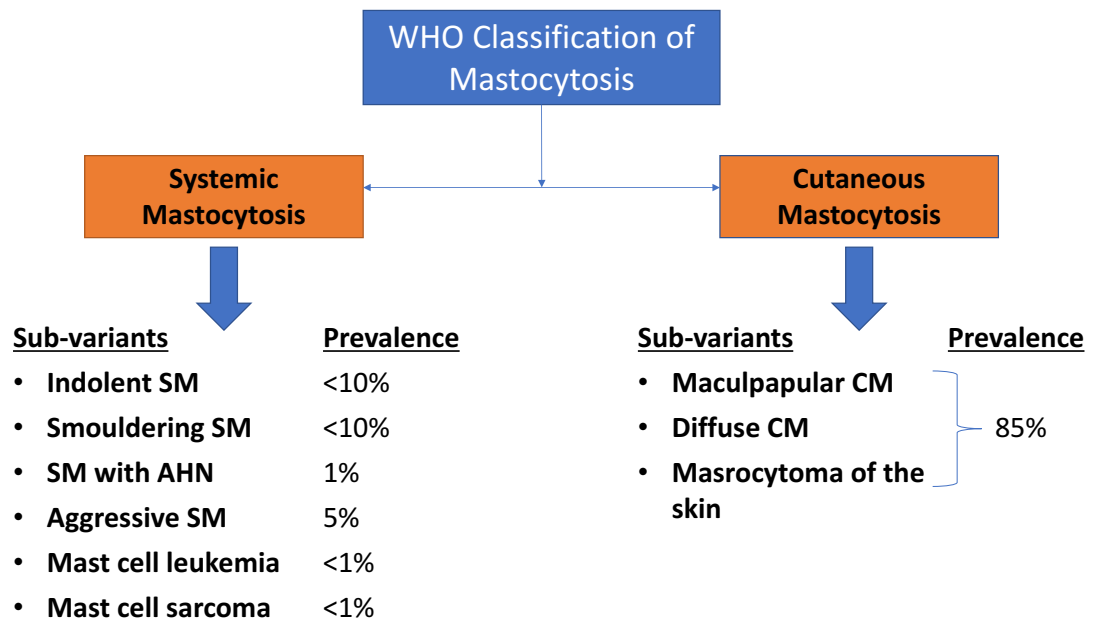 WHO Classification of
Mastocytosis
Systemic
Mastocytosis
Cutaneous
Mastocytosis
Sub-variants Prevalence
• Indolent SM <10%
• Smouldering SM <10%
• SM with AHN 1%
• Aggressive SM 5%
• Mast cell leukemia <1%
• Mast cell sarcoma <1%
Sub-variants Prevalence
• Maculpapular CM
• Diffuse CM 85%
• Masrocytoma of the
skin